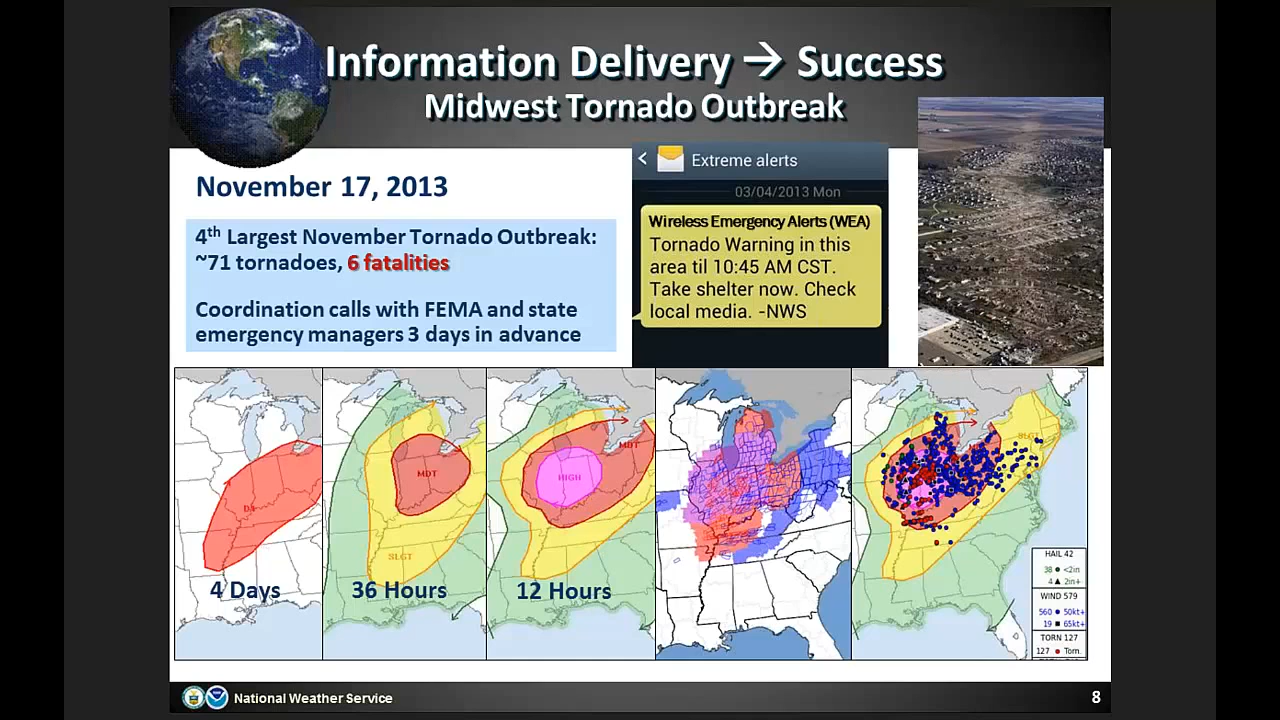 Information Delivery → Success
Midwest Tornado Outbreak
November 17, 2013
4th Largest November Tornado Outbreak:
~71 tornadoes, 6 fatalities
Coordination calls with FEMA and state
emergency managers 3 days in advance
< Extreme alerts
03/04/2013 Mon
Wireless Emergency Alerts (WEA)
Tornado Warning in this
area til 10:45 AM CST.
Take shelter now. Check
local media. -NWS
4 Days
MDT
SLGT
36 Hours
MDT
HIGH
12 Hours
SLGT
HAIL 42
38 ● <2in
4 ▲ 2in+
WIND 579
560 ● 50kt+
19 ■ 65kt+
TORN 127
127 ● Torn.
National Weather Service
8